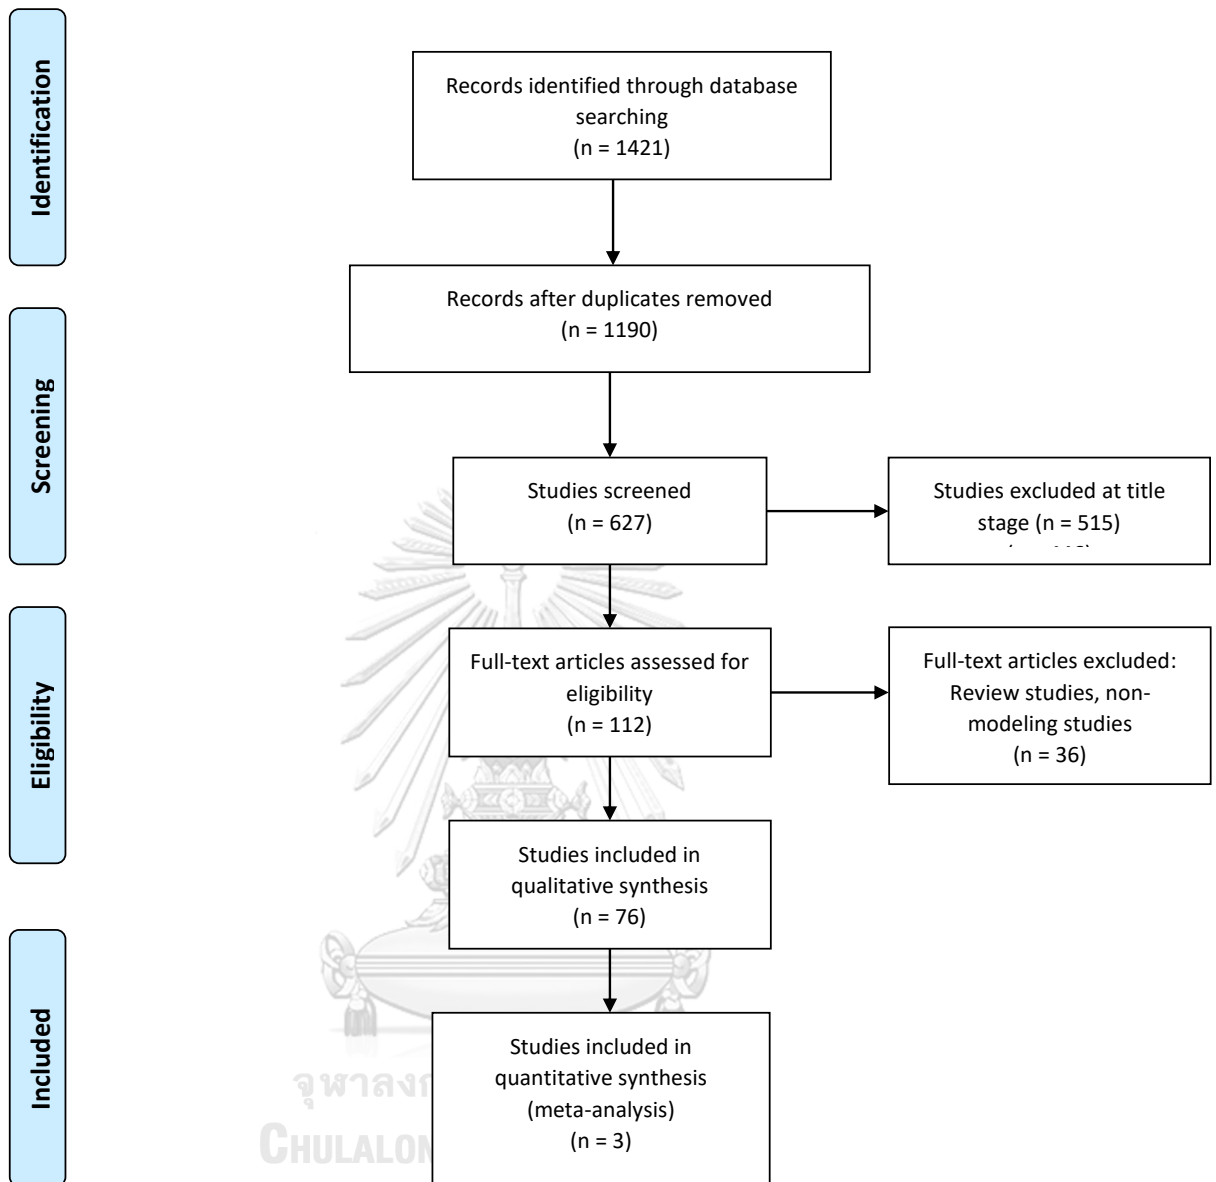 Identification
Records identified through database
searching
(n = 1421)
Records after duplicates removed
(n = 1190)
Screening
Studies screened
(n = 627)
Studies excluded at title
stage (n = 515)
Eligibility
Full-text articles assessed for
eligibility
(n = 112)
Full-text articles excluded:
Review studies, non-
modeling studies
(n = 36)
Studies included in
qualitative synthesis
(n = 76)
Included
Studies included in
quantitative synthesis
(meta-analysis)
(n = 3)